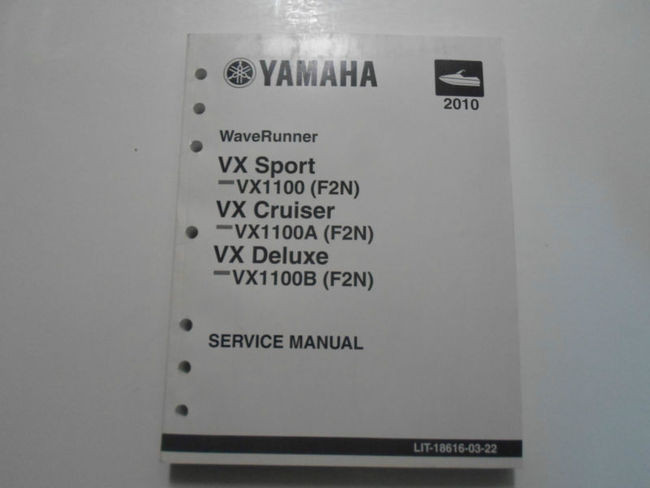 YAMAHA
2010
WaveRunner
VX Sport
–VX1100 (F2N)
VX Cruiser
–VX1100A (F2N)
VX Deluxe
–VX1100B (F2N)
SERVICE MANUAL
LIT-18616-03-22